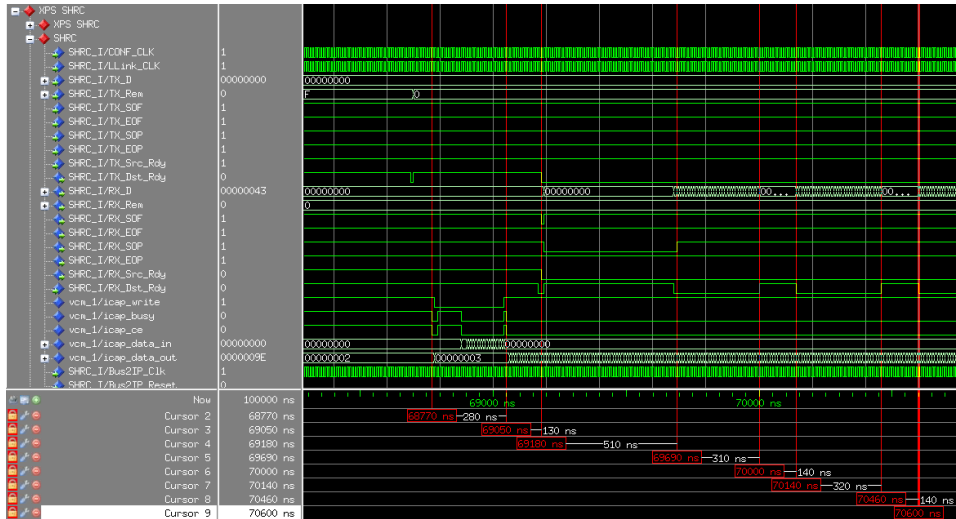 XPS SHRC
XPS SHRC
SHRC
SHRC_I/CONF_CLK 1
SHRC_I/LLink_CLK 1
SHRC_I/TX_D 00000000 00000000
SHRC_I/TX_Rem 0 F 0
SHRC_I/TX_SOF 1
SHRC_I/TX_EOF 1
SHRC_I/TX_SOP 1
SHRC_I/TX_EOP 1
SHRC_I/TX_Src_Rdy 1
SHRC_I/TX_Dst_Rdy 0
SHRC_I/RX_D 00000043 00000000 00000000 00... 00...
SHRC_I/RX_Rem 0 0
SHRC_I/RX_SOF 1
SHRC_I/RX_EOF 1
SHRC_I/RX_SOP 1
SHRC_I/RX_EOP 1
SHRC_I/RX_Src_Rdy 0
SHRC_I/RX_Dst_Rdy 0
vcm_1/icap_write 1
vcm_1/icap_busy 0
vcm_1/icap_ce 0
vcm_1/icap_data_in 00000000 00000000 00000000
vcm_1/icap_data_out 0000009E 00000002 00000003
SHRC_I/Bus2IP_Clk 1
SHRC_I/Bus2IP_Reset 0
Now 100000 ns 69000 ns 70000 ns
Cursor 2 68770 ns 68770 ns 280 ns
Cursor 3 69050 ns 69050 ns 130 ns
Cursor 4 69180 ns 69180 ns 510 ns
Cursor 5 69690 ns 69690 ns 310 ns
Cursor 6 70000 ns 70000 ns 140 ns
Cursor 7 70140 ns 70140 ns 320 ns
Cursor 8 70460 ns 70460 ns 140 ns
Cursor 9 70600 ns 70600 ns